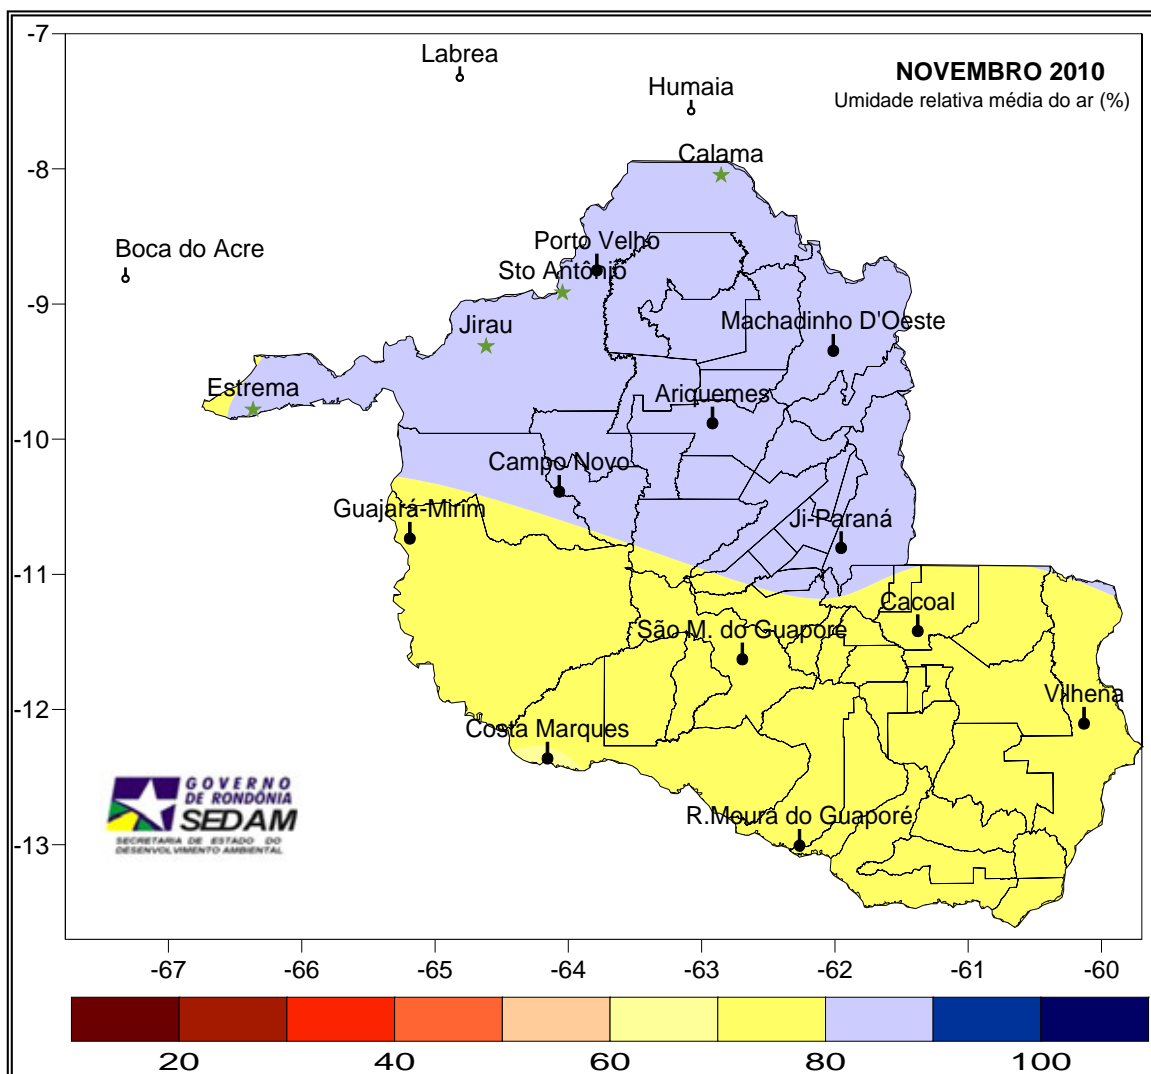 NOVEMBRO 2010
Umidade relativa média do ar (%)
-7
-8
-9
-10
-11
-12
-13
Labrea
Humaia
Calama
Boca do Acre
Porto Velho
Sto Antônio
Jirau
Machadinho D'Oeste
Estrema
Ariquemes
Campo Novo
Guajará-Mirim
Ji-Paraná
Cacoal
São M. do Guaporé
Vilhena
Costa Marques
R.Moura do Guaporé
GOVERNO
DE RONDÔNIA
SEDAM
SECRETARIA DE ESTADO DO
DESENVOLVIMENTO AMBIENTAL
-67 -66 -65 -64 -63 -62 -61 -60
20 40 60 80 100